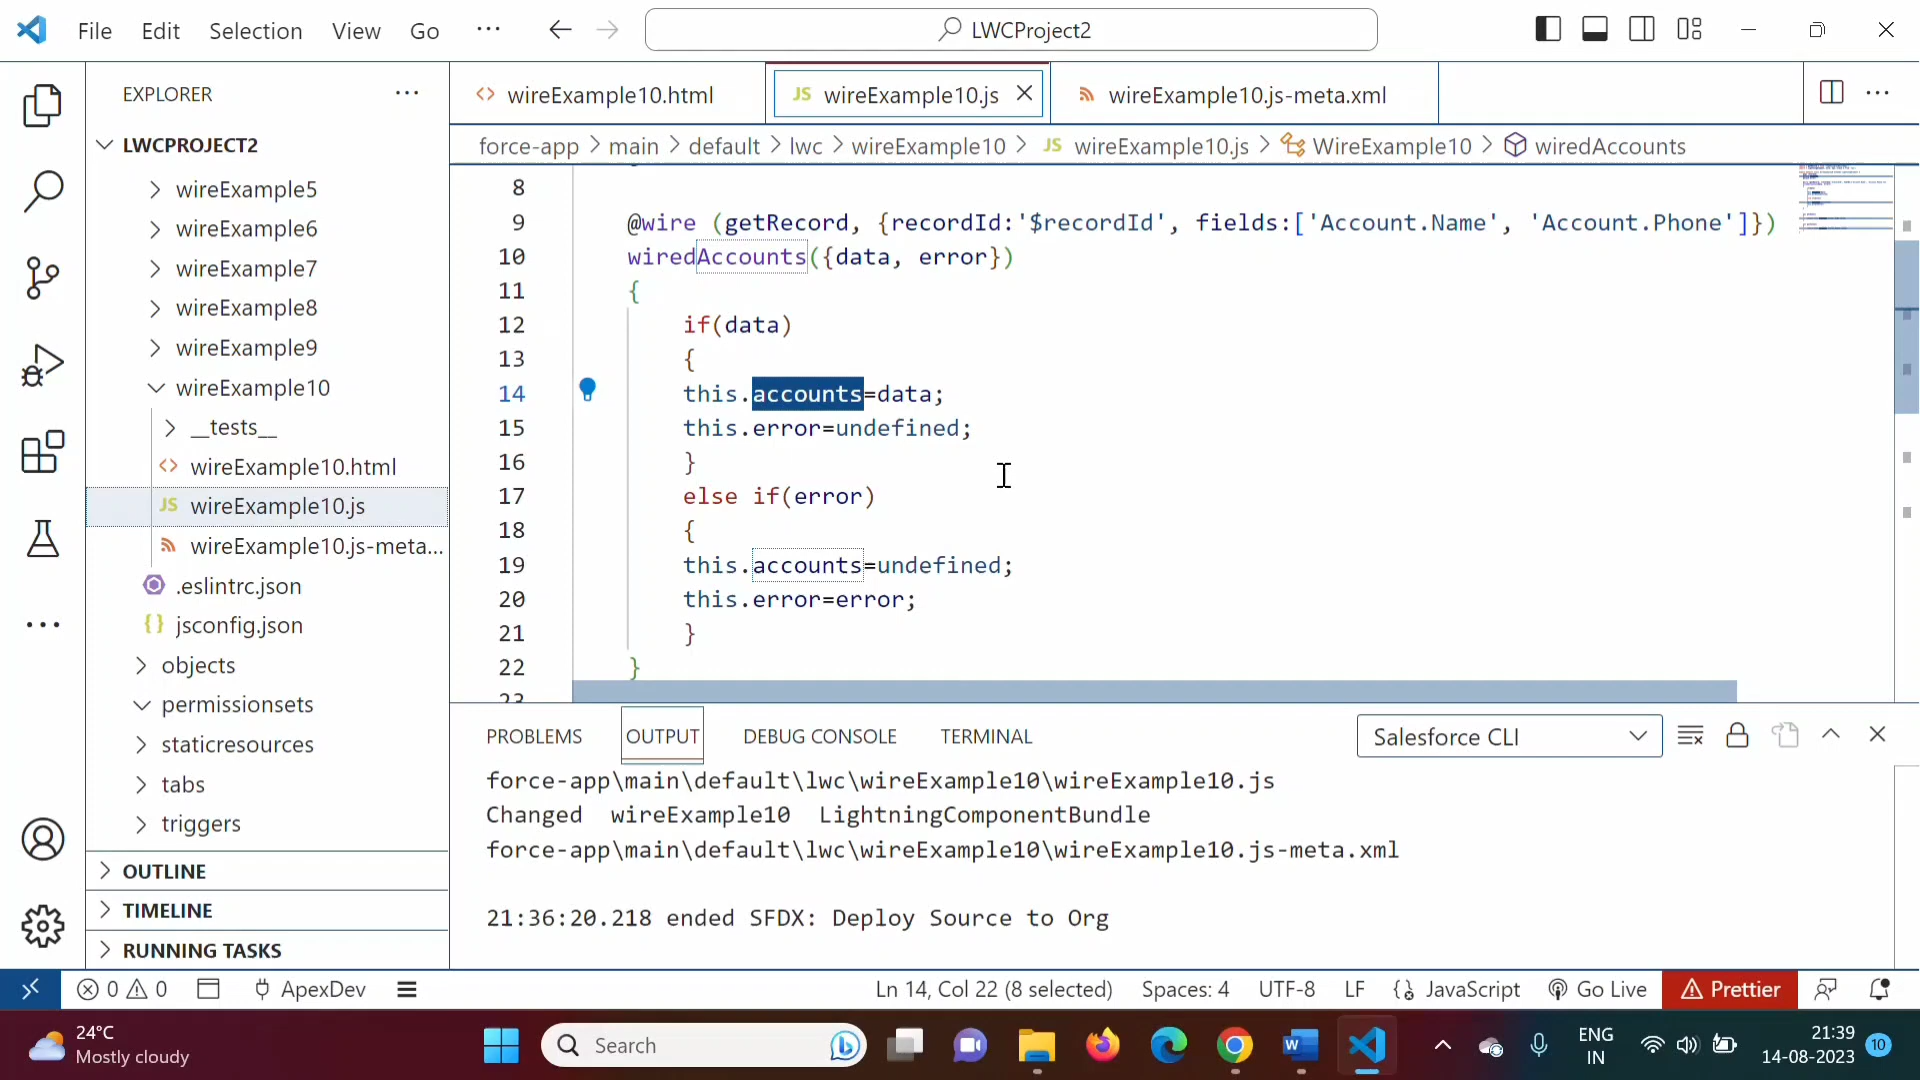 File Edit Selection View Go ··· LWCProject2
EXPLORER ···
LWCPROJECT2
wireExample5
wireExample6
wireExample7
wireExample8
wireExample9
wireExample10
__tests__
<> wireExample10.html
JS wireExample10.js
wireExample10.js-meta...
.eslintrc.json
{} jsconfig.json
objects
permissionsets
staticresources
tabs
triggers
OUTLINE
TIMELINE
RUNNING TASKS
<> wireExample10.html JS wireExample10.js wireExample10.js-meta.xml
force-app > main > default > lwc > wireExample10 > JS wireExample10.js > WireExample10 > wiredAccounts
8
9 @wire (getRecord, {recordId:'$recordId', fields:['Account.Name', 'Account.Phone']})
10 wiredAccounts({data, error})
11 {
12 if(data)
13 {
14 this.accounts=data;
15 this.error=undefined;
16 }
17 else if(error)
18 {
19 this.accounts=undefined;
20 this.error=error;
21 }
22 }
23
PROBLEMS OUTPUT DEBUG CONSOLE TERMINAL Salesforce CLI
force-app\main\default\lwc\wireExample10\wireExample10.js
Changed wireExample10 LightningComponentBundle
force-app\main\default\lwc\wireExample10\wireExample10.js-meta.xml
21:36:20.218 ended SFDX: Deploy Source to Org
0 0 ApexDev Ln 14, Col 22 (8 selected) Spaces: 4 UTF-8 LF JavaScript Go Live Prettier
24°C
Mostly cloudy
Search
ENG
IN
21:39
14-08-2023
10